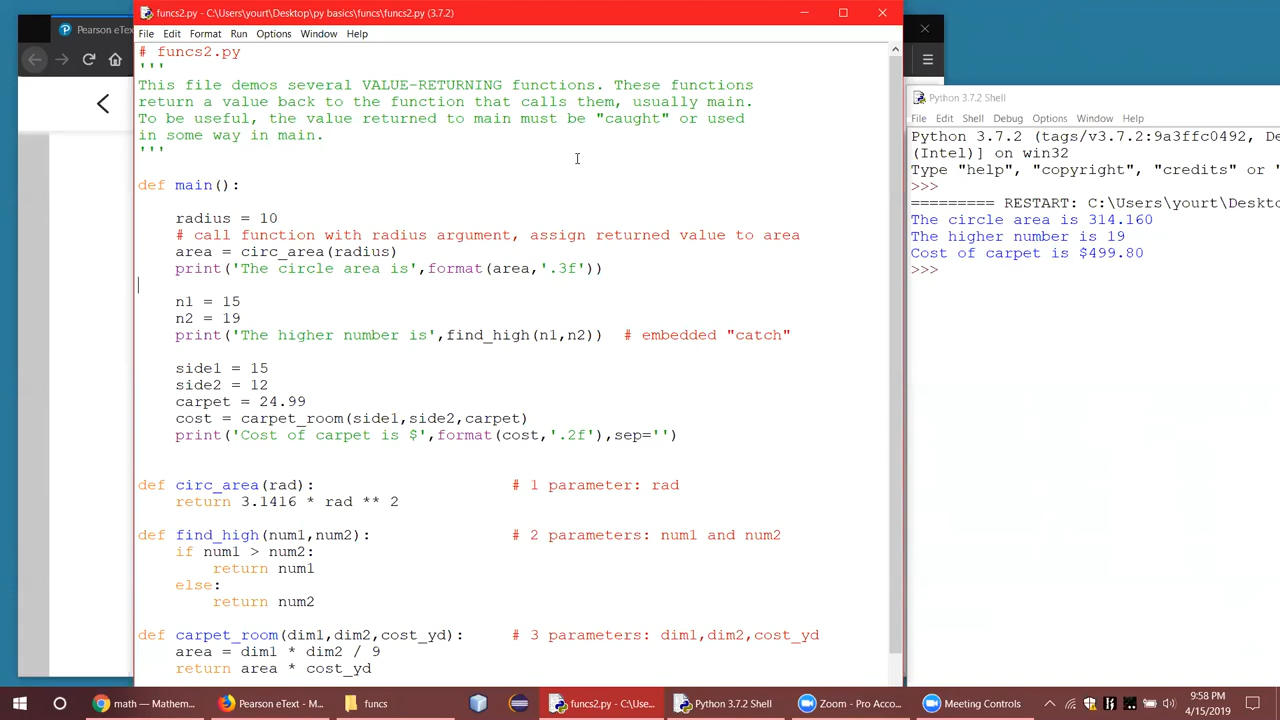 funcs2.py - C:\Users\yourt\Desktop\py basics\funcs\funcs2.py (3.7.2)
File Edit Format Run Options Window Help
# funcs2.py
'''
This file demos several VALUE-RETURNING functions. These functions
return a value back to the function that calls them, usually main.
To be useful, the value returned to main must be "caught" or used
in some way in main.
'''
def main():
radius = 10
# call function with radius argument, assign returned value to area
area = circ_area(radius)
print('The circle area is',format(area,'.3f'))
n1 = 15
n2 = 19
print('The higher number is',find_high(n1,n2)) # embedded "catch"
side1 = 15
side2 = 12
carpet = 24.99
cost = carpet_room(side1,side2,carpet)
print('Cost of carpet is $',format(cost,'.2f'),sep='')
def circ_area(rad): # 1 parameter: rad
return 3.1416 * rad ** 2
def find_high(num1,num2): # 2 parameters: num1 and num2
if num1 > num2:
return num1
else:
return num2
def carpet_room(dim1,dim2,cost_yd): # 3 parameters: dim1,dim2,cost_yd
area = dim1 * dim2 / 9
return area * cost_yd
Pearson eTex
Python 3.7.2 Shell
File Edit Shell Debug Options Window Help
Python 3.7.2 (tags/v3.7.2:9a3ffc0492, De
(Intel)] on win32
Type "help", "copyright", "credits" or "
>>>
========= RESTART: C:\Users\yourt\Deskto
The circle area is 314.160
The higher number is 19
Cost of carpet is $499.80
>>>
math — Mathem...
Pearson eText - M...
funcs
funcs2.py - C:\Use...
Python 3.7.2 Shell
Zoom - Pro Acco...
Meeting Controls
9:58 PM
4/15/2019